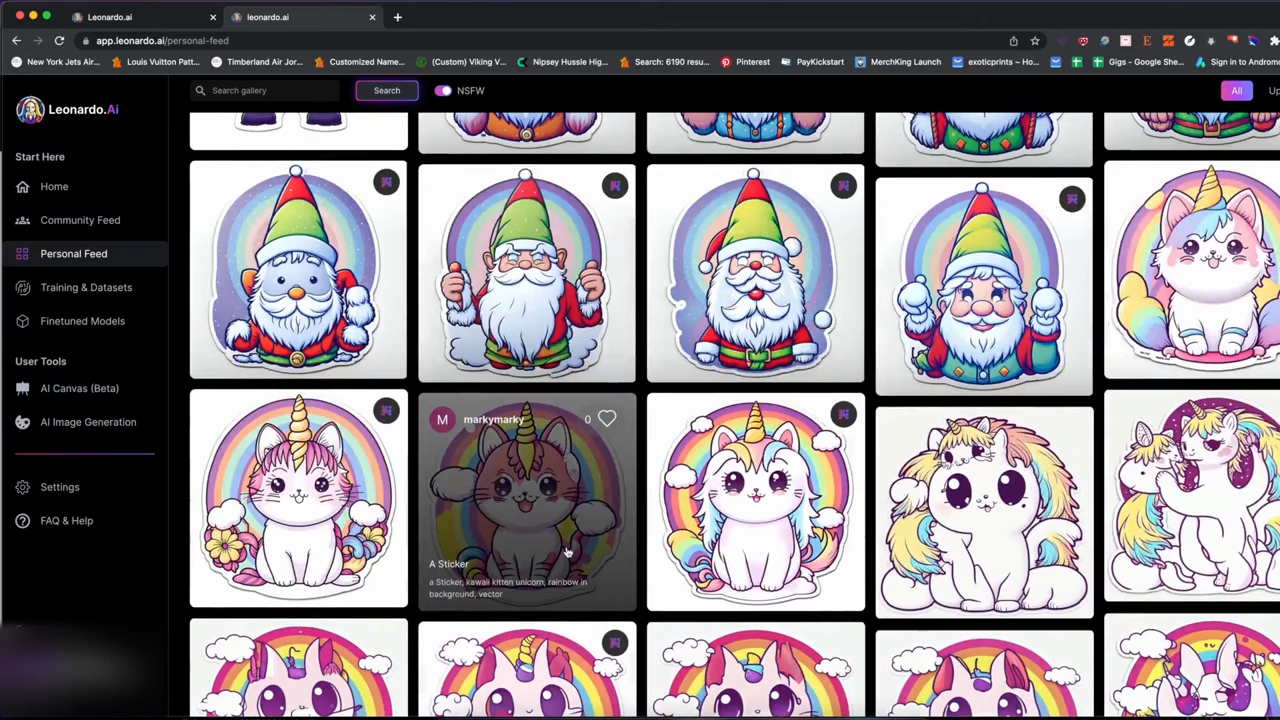 Leonardo.ai
leonardo.ai
app.leonardo.ai/personal-feed
New York Jets Air...
Louis Vuitton Patt...
Timberland Air Jor...
Customized Name...
(Custom) Viking V...
Nipsey Hussle Hig...
Search: 6190 resu...
Pinterest
PayKickstart
MerchKing Launch
exoticprints – Ho...
Gigs - Google She...
Sign in to Andromo
Leonardo.Ai
Search gallery
Search
NSFW
All
Up
Start Here
Home
Community Feed
Personal Feed
Training & Datasets
Finetuned Models
User Tools
AI Canvas (Beta)
AI Image Generation
Settings
FAQ & Help
M
markymarky
0
A Sticker
a Sticker, kawaii kitten unicorn, rainbow in
background, vector